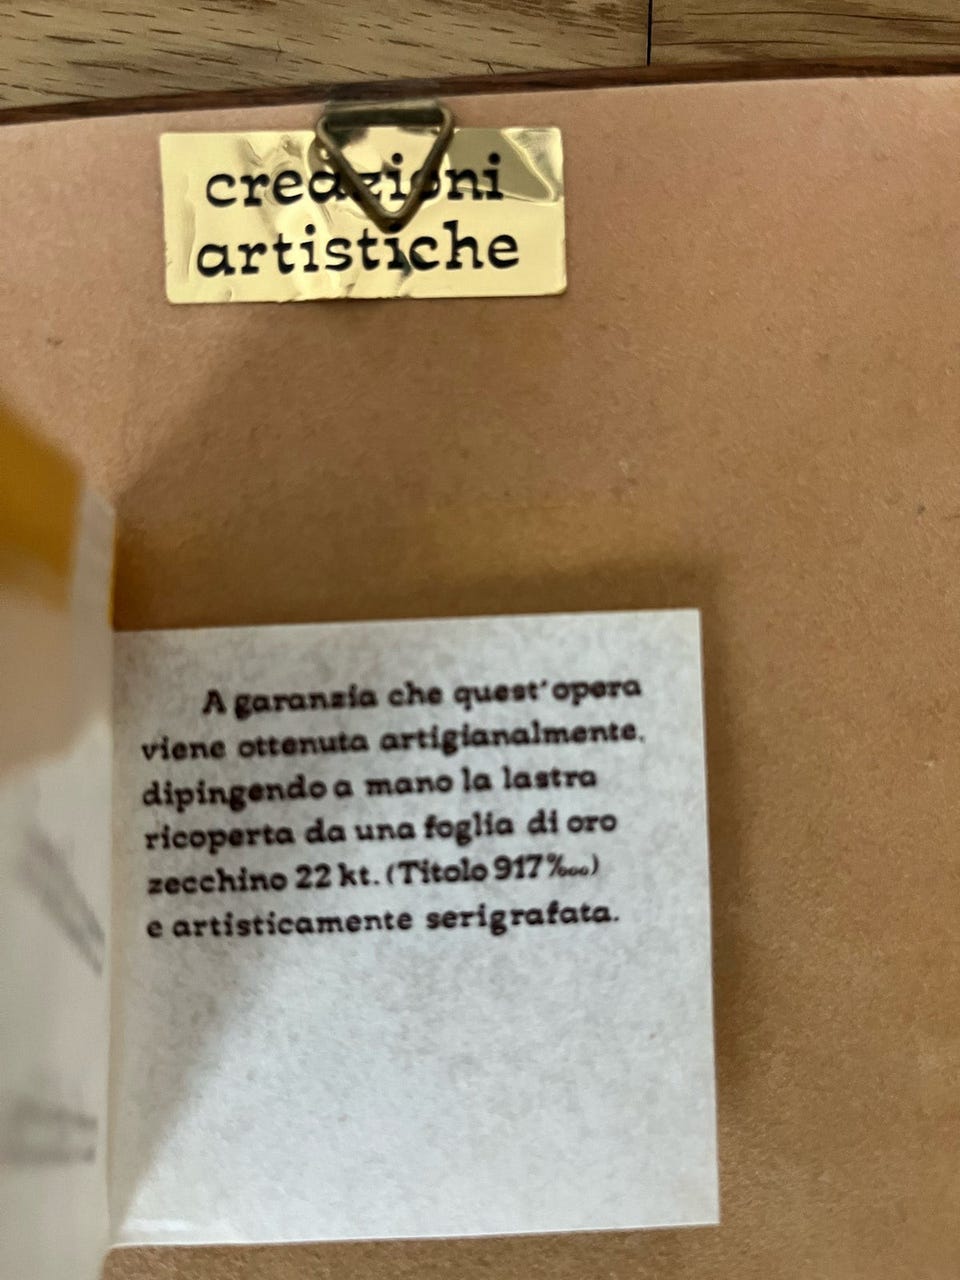 creazioni
artistiche
A garanzia che quest'opera
viene ottenuta artigianalmente,
dipingendo a mano la lastra
ricoperta da una foglia di oro
zecchino 22 kt. (Titolo 917‰)
e artisticamente serigrafata.